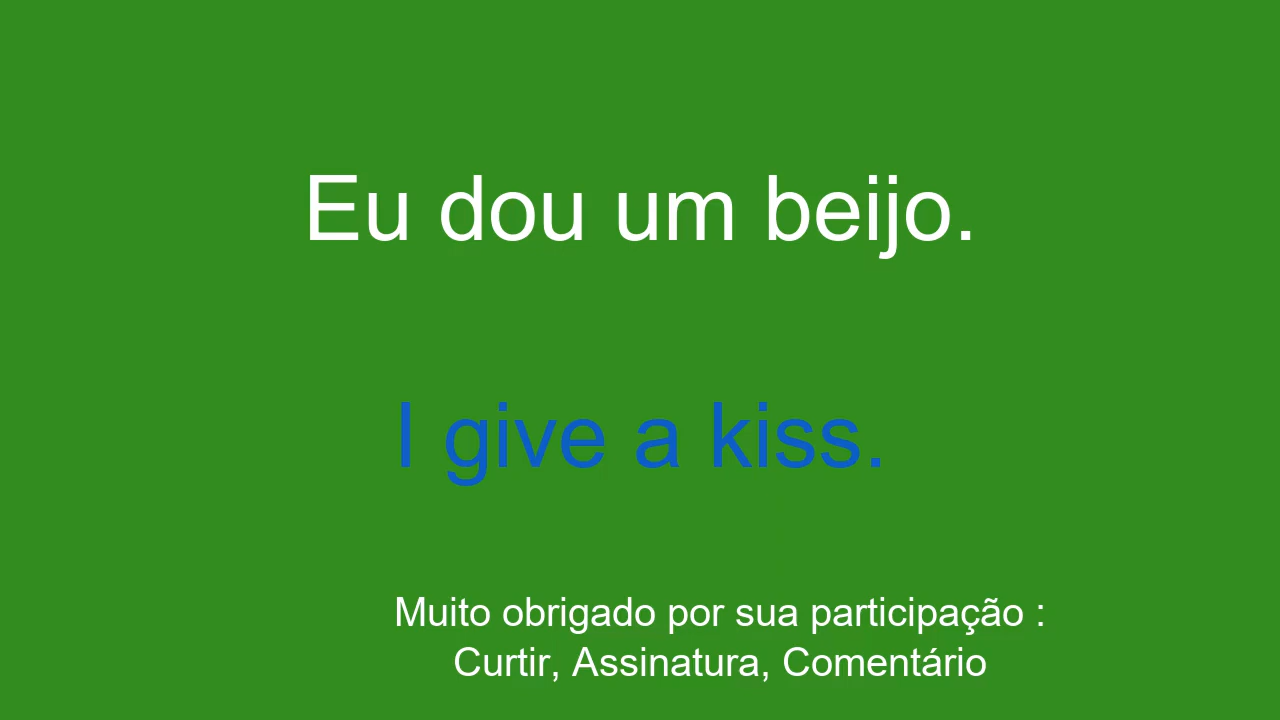 Eu dou um beijo.
I give a kiss.
Muito obrigado por sua participação :
Curtir, Assinatura, Comentário